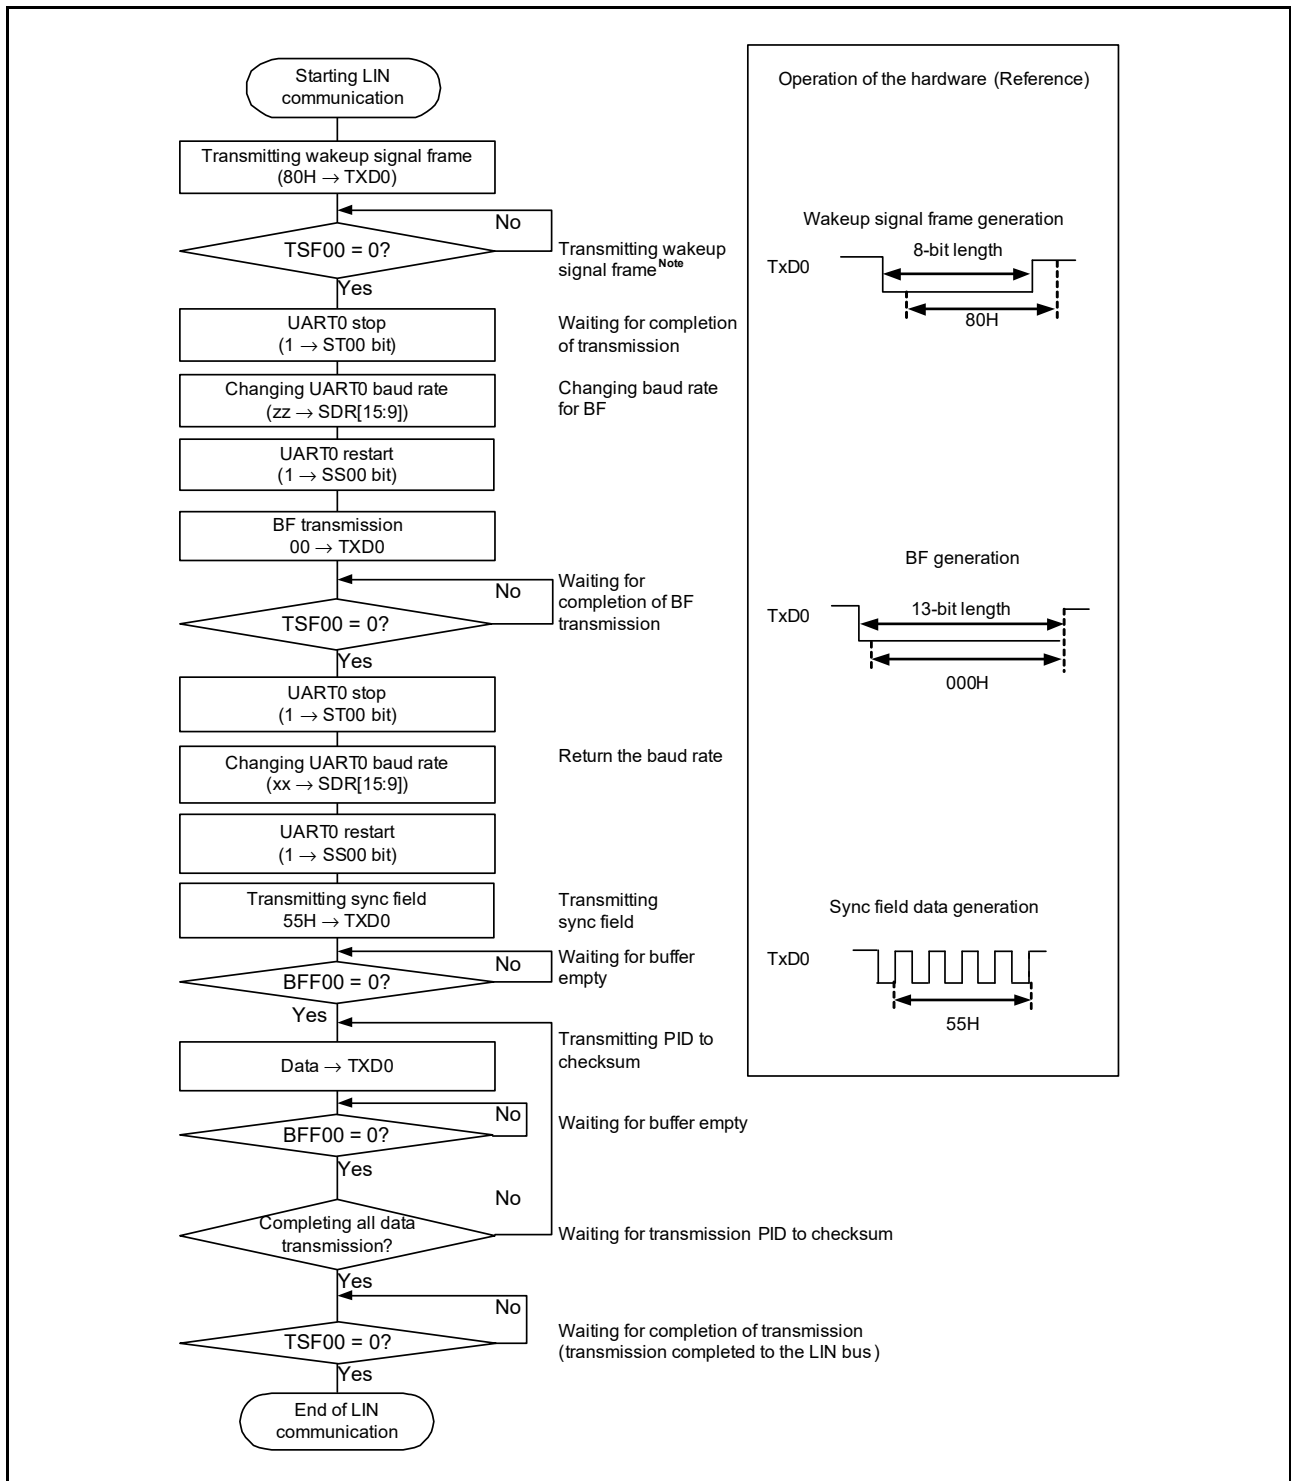 Starting LIN
communication
Transmitting wakeup signal frame
(80H → TXD0)
No
TSF00 = 0?
Transmitting wakeup
signal frame Note
Yes
UART0 stop
(1 → ST00 bit)
Waiting for completion
of transmission
Changing UART0 baud rate
(zz → SDR[15:9])
Changing baud rate
for BF
UART0 restart
(1 → SS00 bit)
BF transmission
00 → TXD0
No
TSF00 = 0?
Waiting for
completion of BF
transmission
Yes
UART0 stop
(1 → ST00 bit)
Changing UART0 baud rate
(xx → SDR[15:9])
Return the baud rate
UART0 restart
(1 → SS00 bit)
Transmitting sync field
55H → TXD0
Transmitting
sync field
No
BFF00 = 0?
Waiting for buffer
empty
Yes
Transmitting PID to
checksum
Data → TXD0
No
BFF00 = 0?
Waiting for buffer empty
Yes
No
Completing all data
transmission?
Waiting for transmission PID to checksum
Yes
No
TSF00 = 0?
Waiting for completion of transmission
(transmission completed to the LIN bus)
Yes
End of LIN
communication
Operation of the hardware (Reference)
Wakeup signal frame generation
TxD0
8-bit length
80H
BF generation
TxD0
13-bit length
000H
Sync field data generation
TxD0
55H